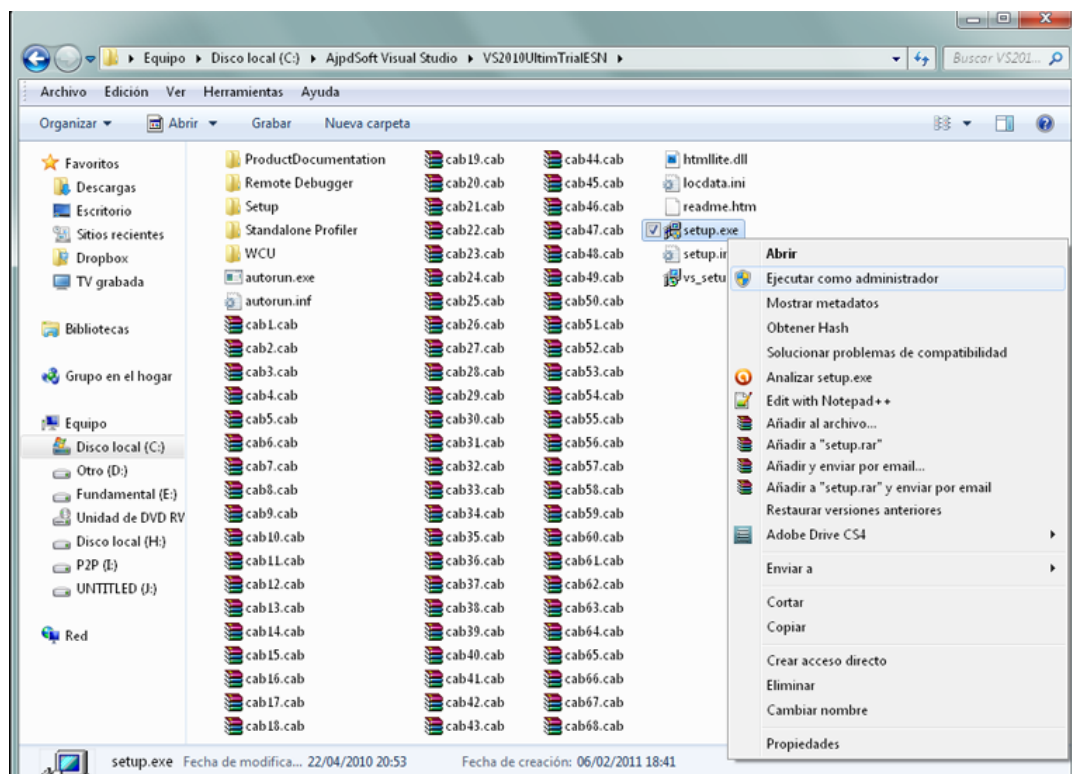 Equipo ▸ Disco local (C:) ▸ AjpdSoft Visual Studio ▸ VS2010UltimTrialESN ▸
Buscar VS201...
Archivo Edición Ver Herramientas Ayuda
Organizar Abrir Grabar Nueva carpeta
Favoritos
Descargas
Escritorio
Sitios recientes
Dropbox
TV grabada
Bibliotecas
Grupo en el hogar
Equipo
Disco local (C:)
Otro (D:)
Fundamental (E:)
Unidad de DVD RW
Disco local (H:)
P2P (I:)
UNTITLED (J:)
Red
ProductDocumentation
Remote Debugger
Setup
Standalone Profiler
WCU
autorun.exe
autorun.inf
cab1.cab
cab2.cab
cab3.cab
cab4.cab
cab5.cab
cab6.cab
cab7.cab
cab8.cab
cab9.cab
cab10.cab
cab11.cab
cab12.cab
cab13.cab
cab14.cab
cab15.cab
cab16.cab
cab17.cab
cab18.cab
cab19.cab
cab20.cab
cab21.cab
cab22.cab
cab23.cab
cab24.cab
cab25.cab
cab26.cab
cab27.cab
cab28.cab
cab29.cab
cab30.cab
cab31.cab
cab32.cab
cab33.cab
cab34.cab
cab35.cab
cab36.cab
cab37.cab
cab38.cab
cab39.cab
cab40.cab
cab41.cab
cab42.cab
cab43.cab
cab44.cab
cab45.cab
cab46.cab
cab47.cab
cab48.cab
cab49.cab
cab50.cab
cab51.cab
cab52.cab
cab53.cab
cab54.cab
cab55.cab
cab56.cab
cab57.cab
cab58.cab
cab59.cab
cab60.cab
cab61.cab
cab62.cab
cab63.cab
cab64.cab
cab65.cab
cab66.cab
cab67.cab
cab68.cab
htmllite.dll
locdata.ini
readme.htm
setup.exe
setup.in
vs_setu
Abrir
Ejecutar como administrador
Mostrar metadatos
Obtener Hash
Solucionar problemas de compatibilidad
Analizar setup.exe
Edit with Notepad++
Añadir al archivo...
Añadir a "setup.rar"
Añadir y enviar por email...
Añadir a "setup.rar" y enviar por email
Restaurar versiones anteriores
Adobe Drive CS4
Enviar a
Cortar
Copiar
Crear acceso directo
Eliminar
Cambiar nombre
Propiedades
setup.exe Fecha de modifica... 22/04/2010 20:53 Fecha de creación: 06/02/2011 18:41